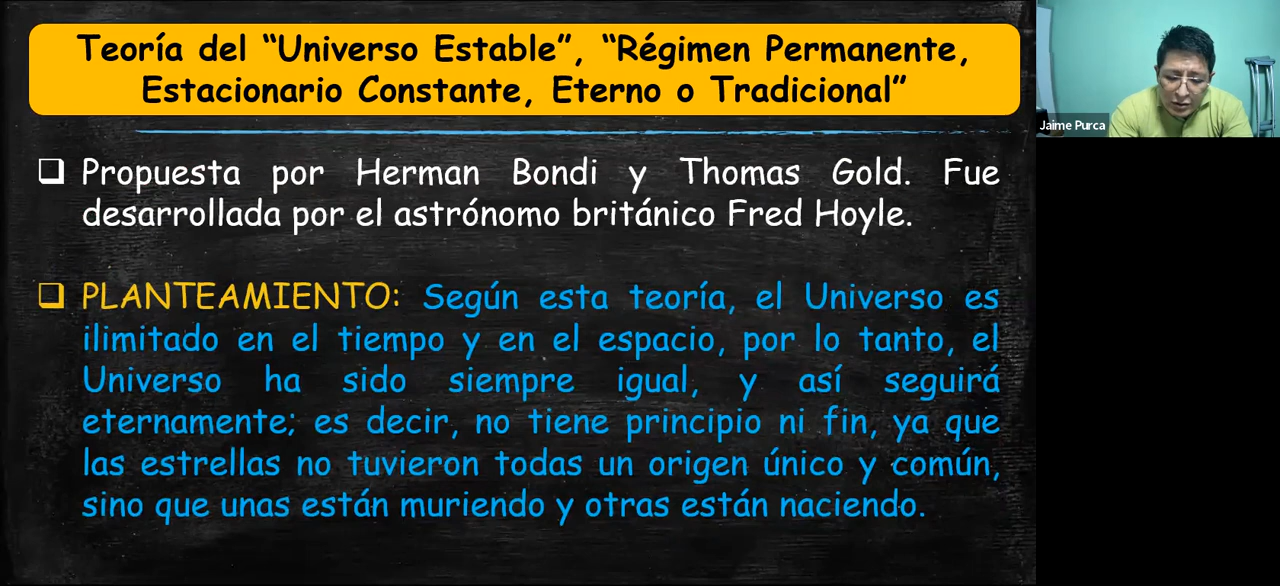 Teoría del “Universo Estable”, “Régimen Permanente,
Estacionario Constante, Eterno o Tradicional”
Propuesta por Herman Bondi y Thomas Gold. Fue
desarrollada por el astrónomo británico Fred Hoyle.
PLANTEAMIENTO: Según esta teoría, el Universo es
ilimitado en el tiempo y en el espacio, por lo tanto, el
Universo ha sido siempre igual, y así seguirá
eternamente; es decir, no tiene principio ni fin, ya que
las estrellas no tuvieron todas un origen único y común,
sino que unas están muriendo y otras están naciendo.
Jaime Purca